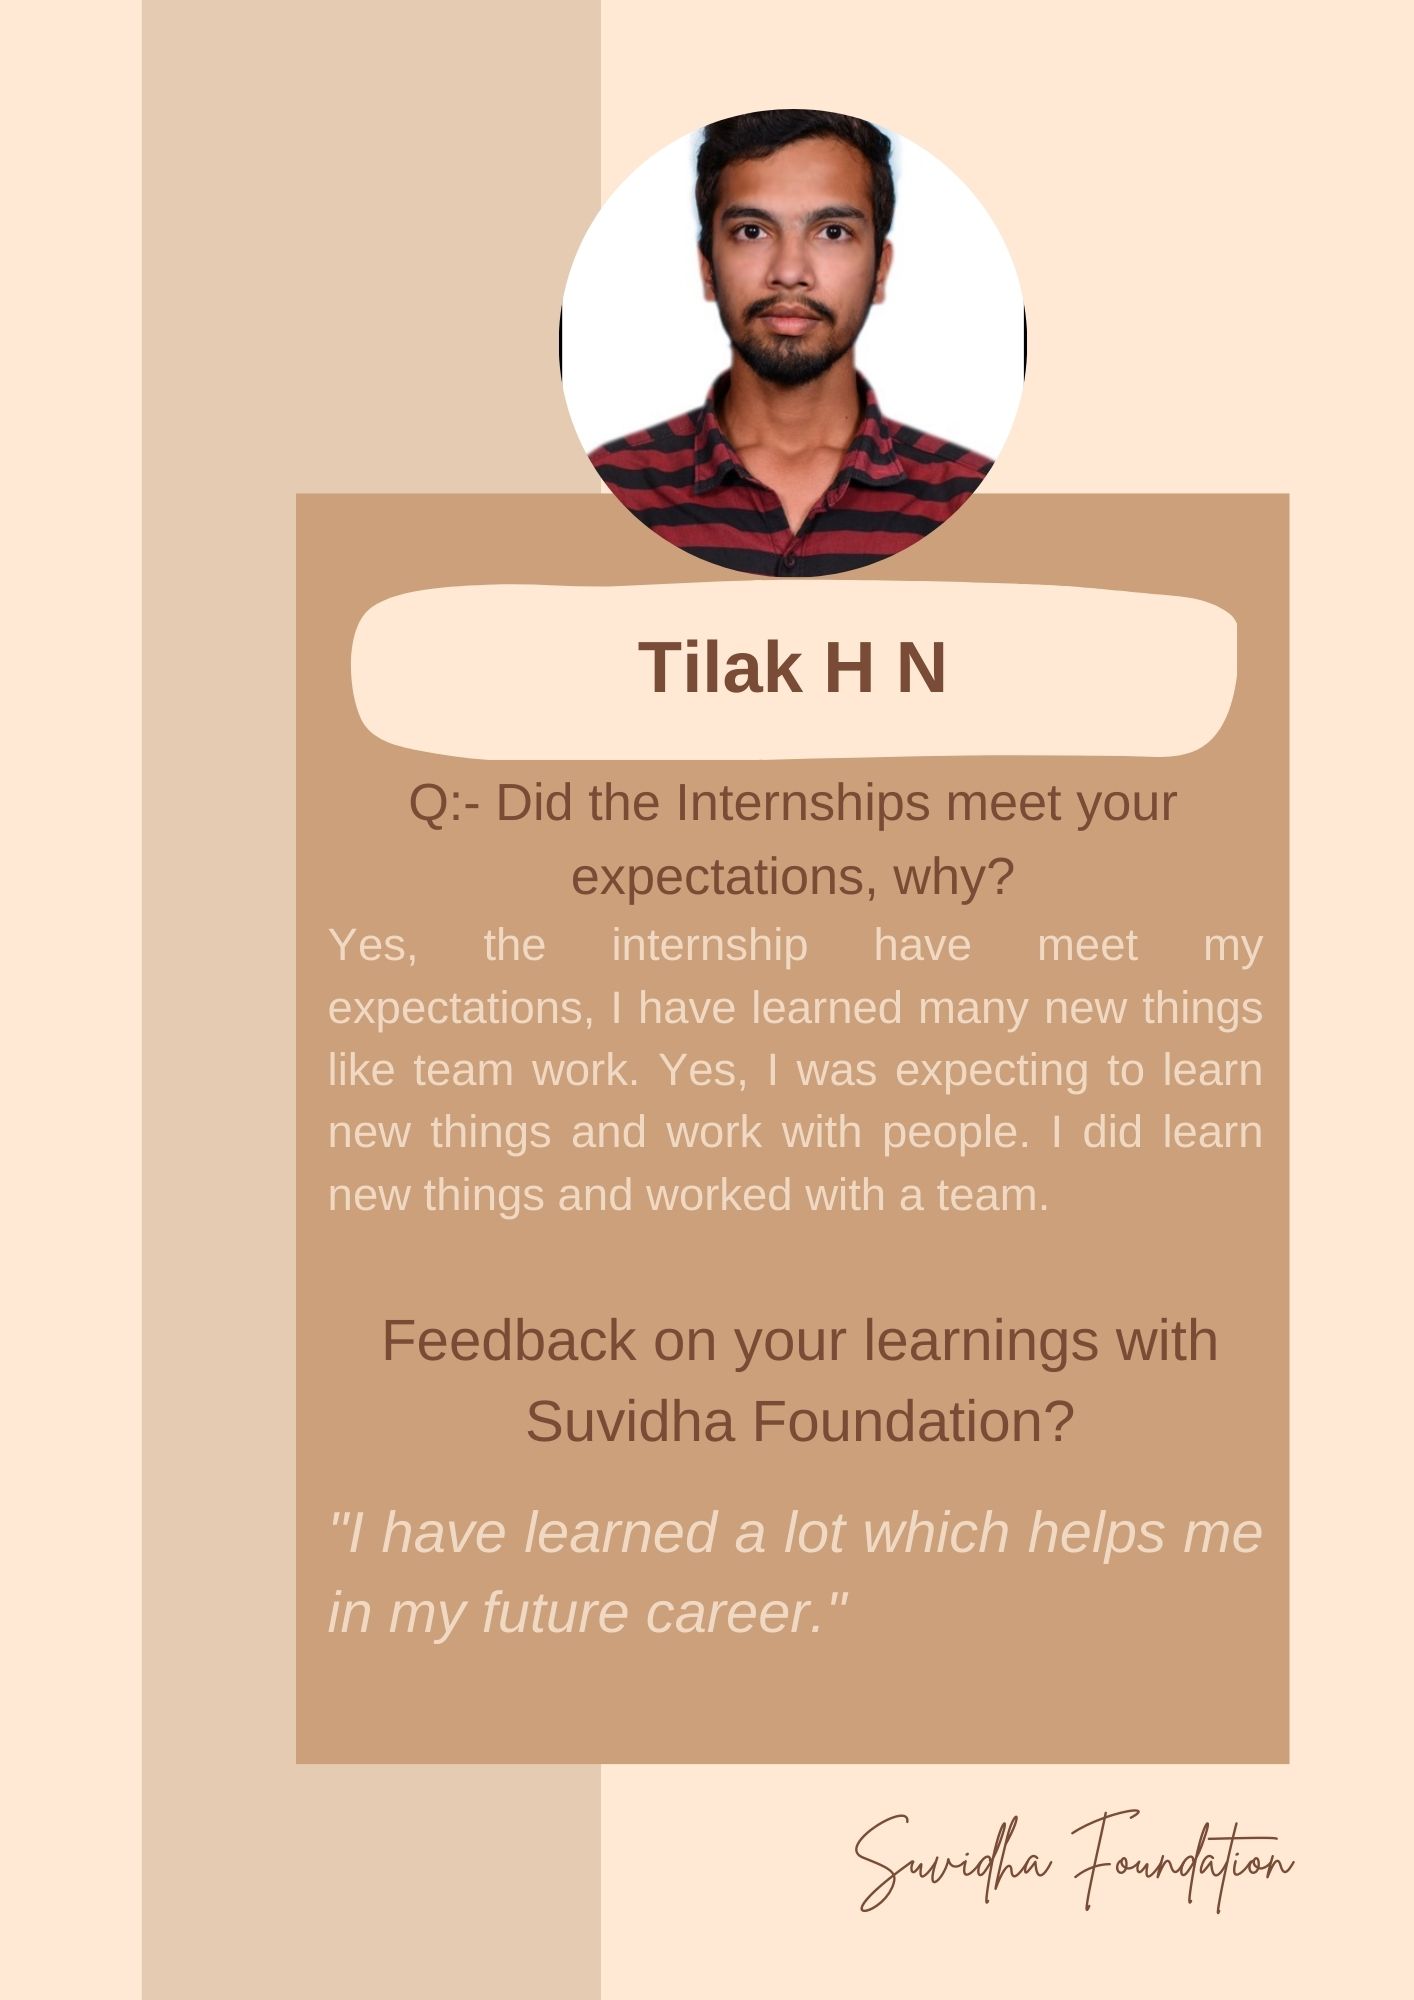 Tilak H N
Q:- Did the Internships meet your
expectations, why?
Yes, the internship have meet my
expectations, I have learned many new things
like team work. Yes, I was expecting to learn
new things and work with people. I did learn
new things and worked with a team.
Feedback on your learnings with
Suvidha Foundation?
"I have learned a lot which helps me
in my future career."
Suvidha Foundation